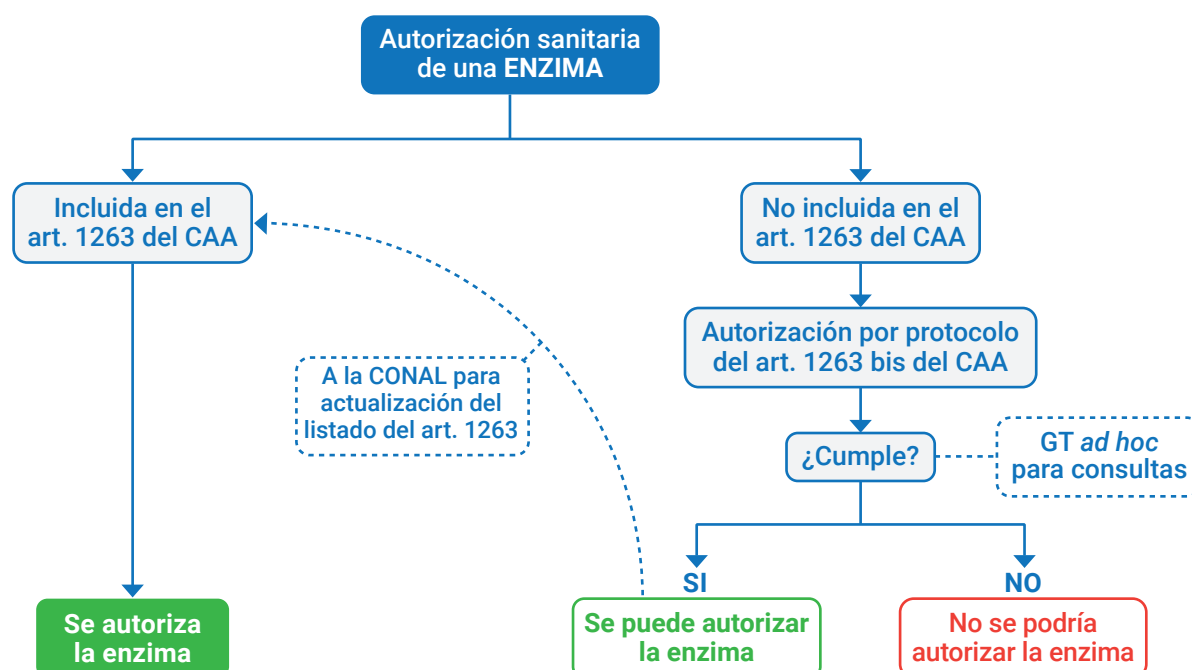 Autorización sanitaria
de una ENZIMA
Incluida en el
art. 1263 del CAA
No incluida en el
art. 1263 del CAA
Autorización por protocolo
del art. 1263 bis del CAA
A la CONAL para
actualización del
listado del art. 1263
¿Cumple?
GT ad hoc
para consultas
SI
NO
Se autoriza
la enzima
Se puede autorizar
la enzima
No se podría
autorizar la enzima